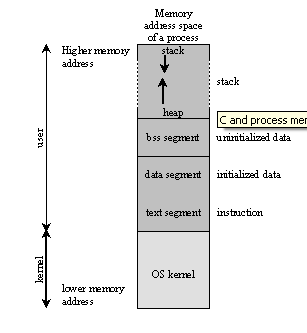 Memory
address space
of a process
Higher memory
address
stack
stack
heap
C and process mer
bss segment
uninitialized data
user
data segment
initialized data
text segment
instruction
kernel
OS kernel
lower memory
address